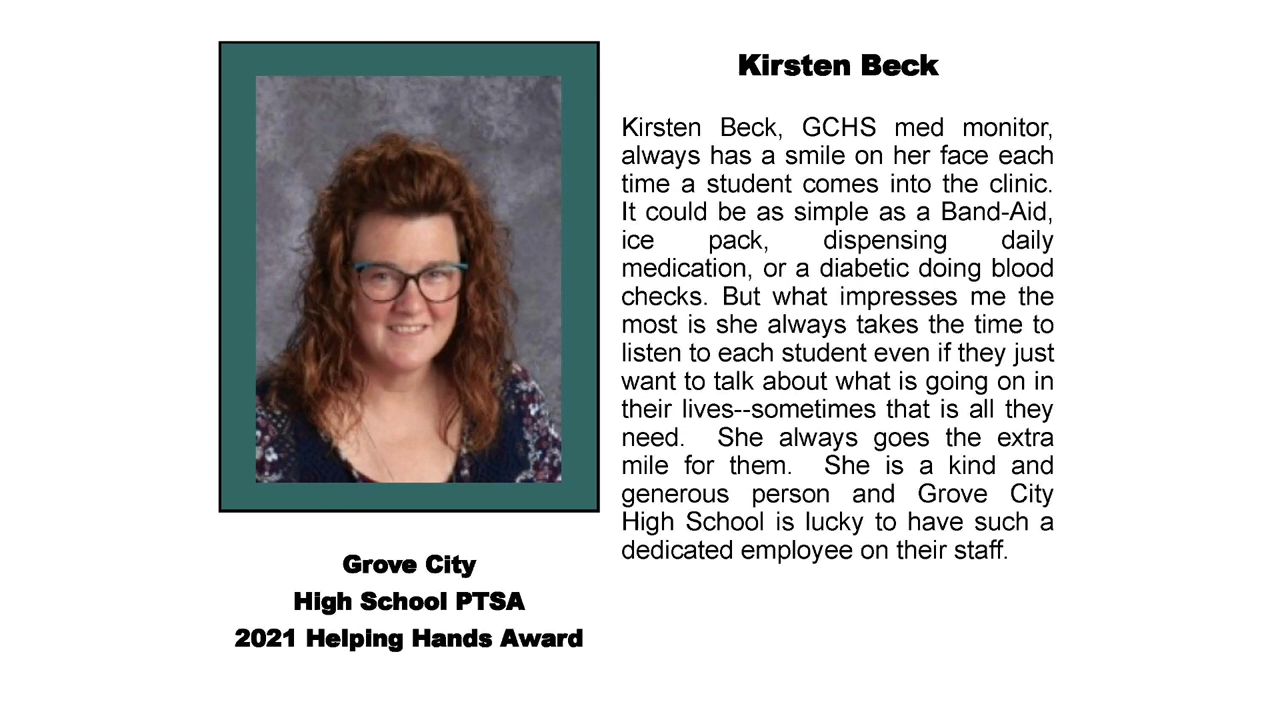 Kirsten Beck
Kirsten Beck, GCHS med monitor,
always has a smile on her face each
time a student comes into the clinic.
It could be as simple as a Band-Aid,
ice pack, dispensing daily
medication, or a diabetic doing blood
checks. But what impresses me the
most is she always takes the time to
listen to each student even if they just
want to talk about what is going on in
their lives--sometimes that is all they
need. She always goes the extra
mile for them. She is a kind and
generous person and Grove City
High School is lucky to have such a
dedicated employee on their staff.
Grove City
High School PTSA
2021 Helping Hands Award